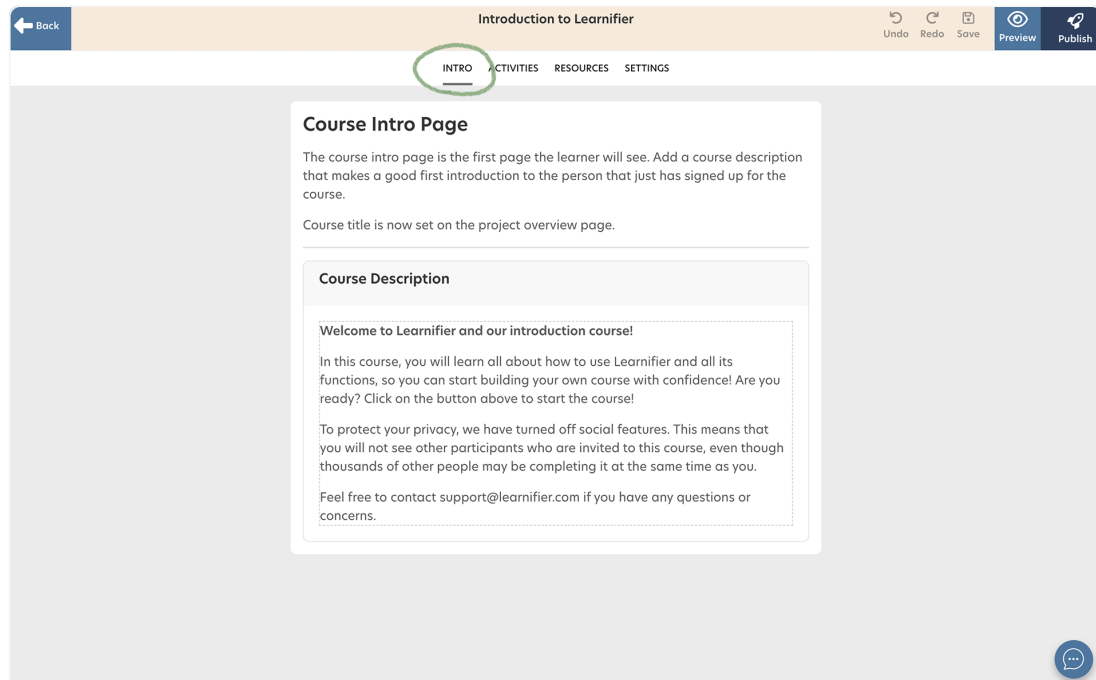 Back
Introduction to Learnifier
Undo Redo Save
Preview
Publish
INTRO ACTIVITIES RESOURCES SETTINGS
Course Intro Page
The course intro page is the first page the learner will see. Add a course description
that makes a good first introduction to the person that just has signed up for the
course.
Course title is now set on the project overview page.
Course Description
Welcome to Learnifier and our introduction course!
In this course, you will learn all about how to use Learnifier and all its
functions, so you can start building your own course with confidence! Are you
ready? Click on the button above to start the course!
To protect your privacy, we have turned off social features. This means that
you will not see other participants who are invited to this course, even though
thousands of other people may be completing it at the same time as you.
Feel free to contact support@learnifier.com if you have any questions or
concerns.